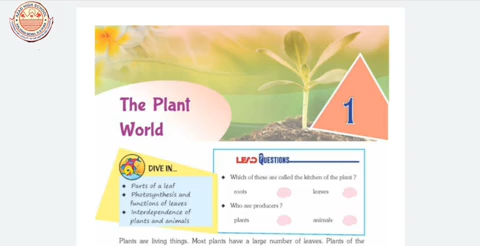 The Plant
World
1
DIVE IN...
• Parts of a leaf
• Photosynthesis and
functions of leaves
• Interdependence of
plants and animals
LEAD QUESTIONS
• Which of these are called the kitchen of the plant ?
roots leaves
• Who are producers ?
plants animals
Plants are living things. Most plants have a large number of leaves. Plants of the